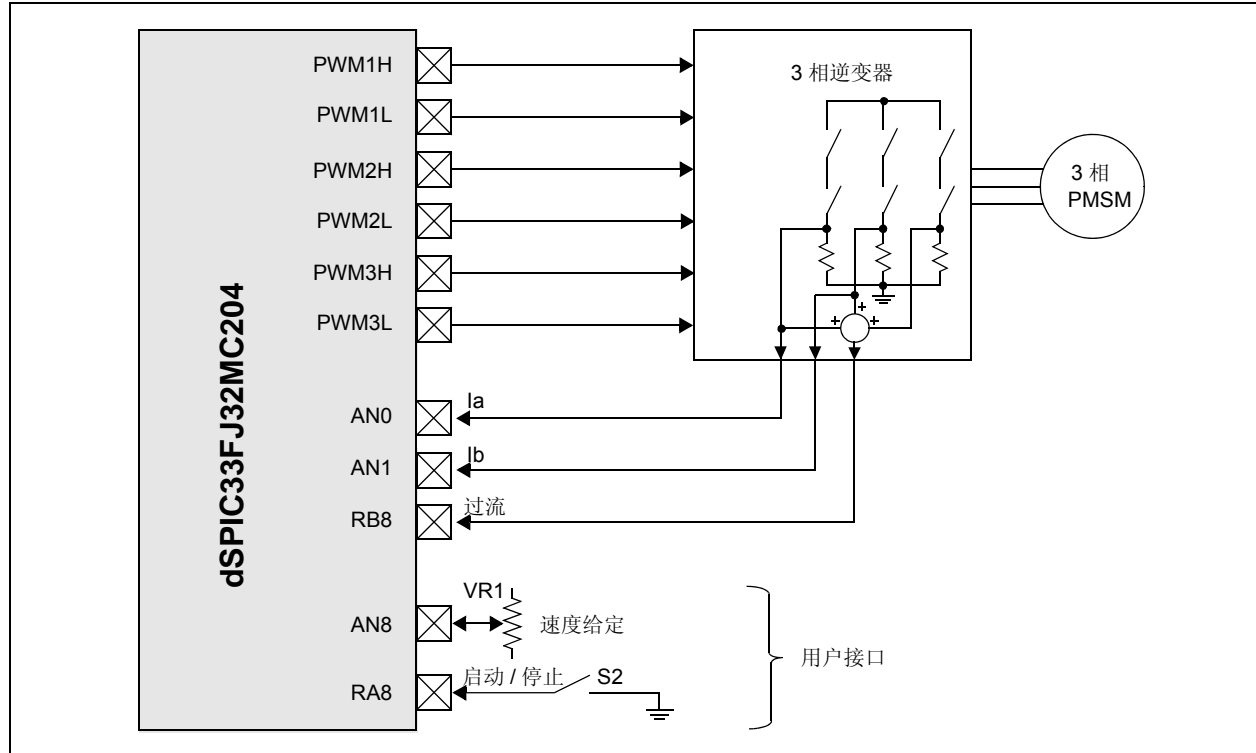 dSPIC33FJ32MC204
PWM1H
PWM1L
PWM2H
PWM2L
PWM3H
PWM3L
AN0
AN1
RB8
AN8
RA8
3 相逆变器
+
+
+
3 相
PMSM
Ia
Ib
过流
VR1
速度给定
启动 / 停止
S2
用户接口